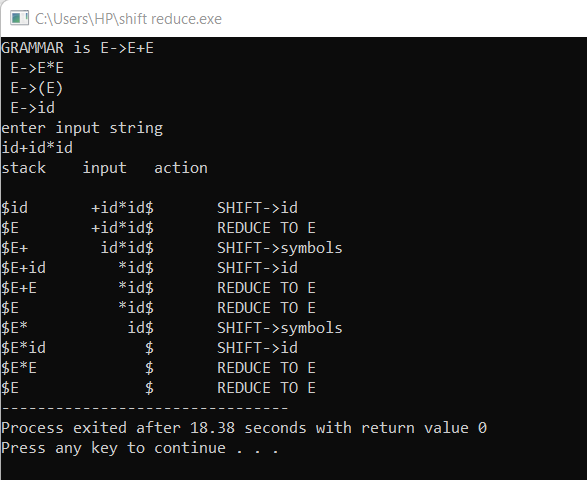 C:\Users\HP\shift reduce.exe
GRAMMAR is E->E+E
 E->E*E
 E->(E)
 E->id
enter input string
id+id*id
stack    input   action
$id       +id*id$       SHIFT->id
$E        +id*id$       REDUCE TO E
$E+        id*id$       SHIFT->symbols
$E+id        *id$       SHIFT->id
$E+E         *id$       REDUCE TO E
$E           *id$       REDUCE TO E
$E*           id$       SHIFT->symbols
$E*id           $       SHIFT->id
$E*E            $       REDUCE TO E
$E              $       REDUCE TO E
--------------------------------
Process exited after 18.38 seconds with return value 0
Press any key to continue . . .